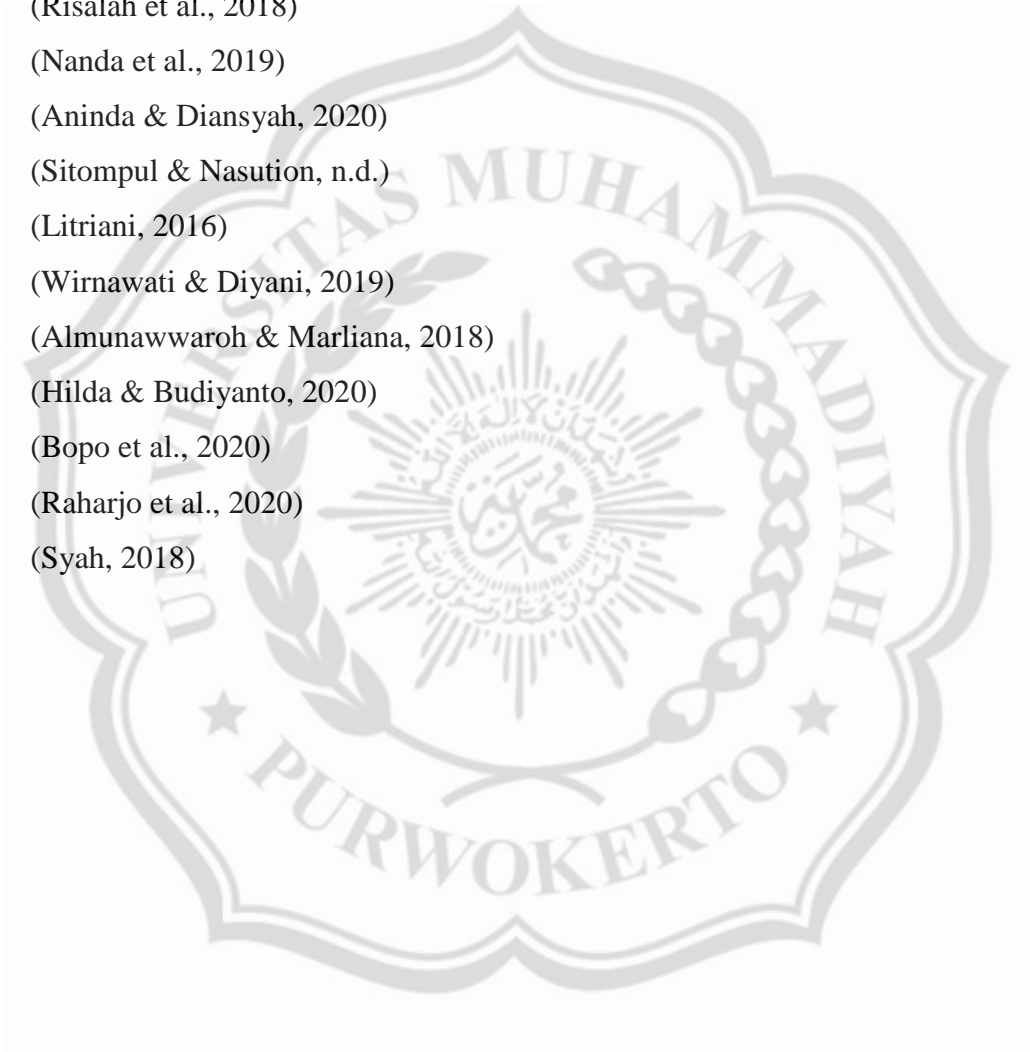 (Risalah et al., 2018)
(Nanda et al., 2019)
(Aninda & Diansyah, 2020)
(Sitompul & Nasution, n.d.)
(Litriani, 2016)
(Wirnawati & Diyani, 2019)
(Almunawwaroh & Marliana, 2018)
(Hilda & Budiyanto, 2020)
(Bopo et al., 2020)
(Raharjo et al., 2020)
(Syah, 2018)
UNIVERSITAS MUHAMMADIYAH
PURWOKERTO